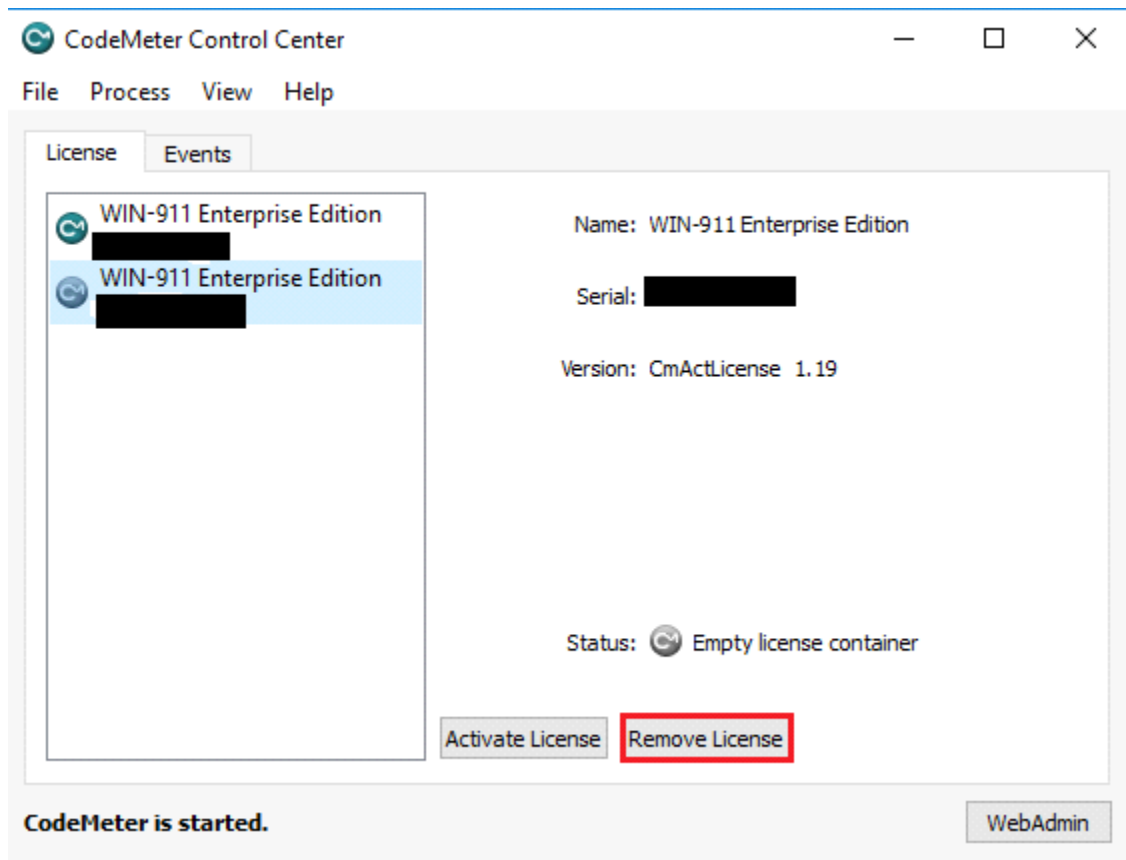 CodeMeter Control Center
File Process View Help
License Events
WIN-911 Enterprise Edition
WIN-911 Enterprise Edition
Name: WIN-911 Enterprise Edition
Serial:
Version: CmActLicense 1.19
Status: Empty license container
Activate License Remove License
CodeMeter is started.
WebAdmin